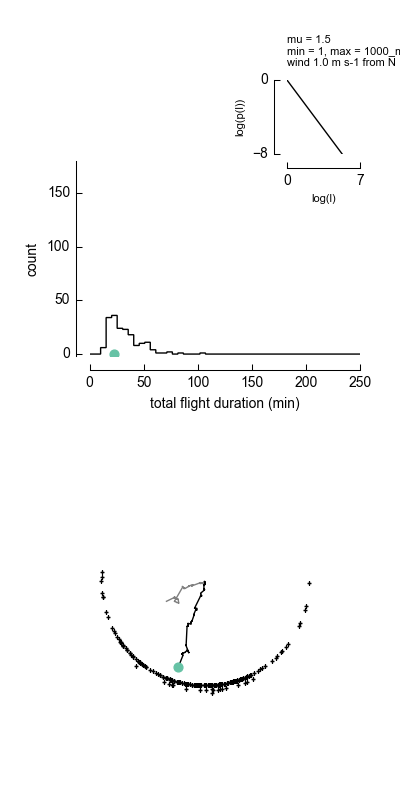 mu = 1.5
min = 1, max = 1000_m
wind 1.0 m s-1 from N
0
log(p(l))
−8
0 7
log(l)
150
100
count
50
0
0 50 100 150 200 250
total flight duration (min)